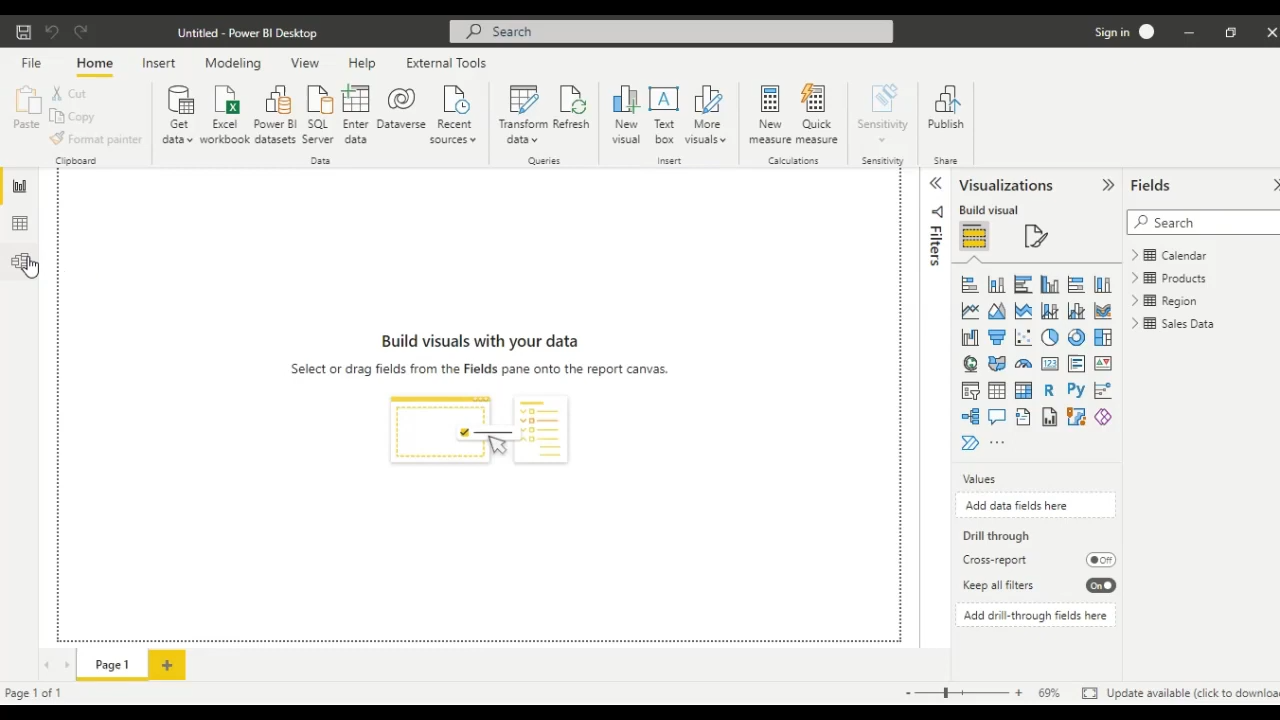 Untitled - Power BI Desktop
Search
Sign in
File
Home
Insert
Modeling
View
Help
External Tools
Paste
Cut
Copy
Format painter
Clipboard
Get data
Excel workbook
Power BI datasets
SQL Server
Enter data
Dataverse
Recent sources
Data
Transform data
Refresh
Queries
New visual
Text box
More visuals
Insert
New measure
Quick measure
Calculations
Sensitivity
Sensitivity
Publish
Share
Filters
Visualizations
Build visual
Fields
Search
Calendar
Products
Region
Sales Data
Build visuals with your data
Select or drag fields from the Fields pane onto the report canvas.
123
R
Py
Values
Add data fields here
Drill through
Cross-report
Off
Keep all filters
On
Add drill-through fields here
Page 1
Page 1 of 1
- + 69%
Update available (click to downloa